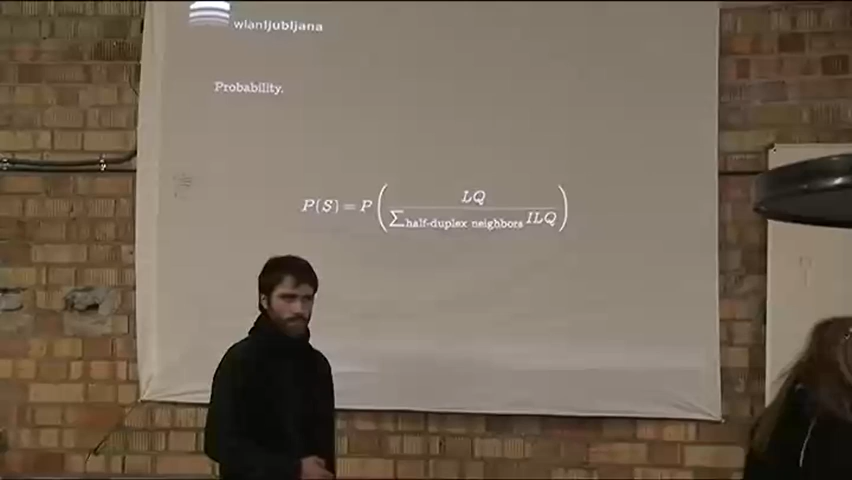 wlanljubljana
Probability.
P(S) = P ( LQ / ∑half-duplex neighbors ILQ )